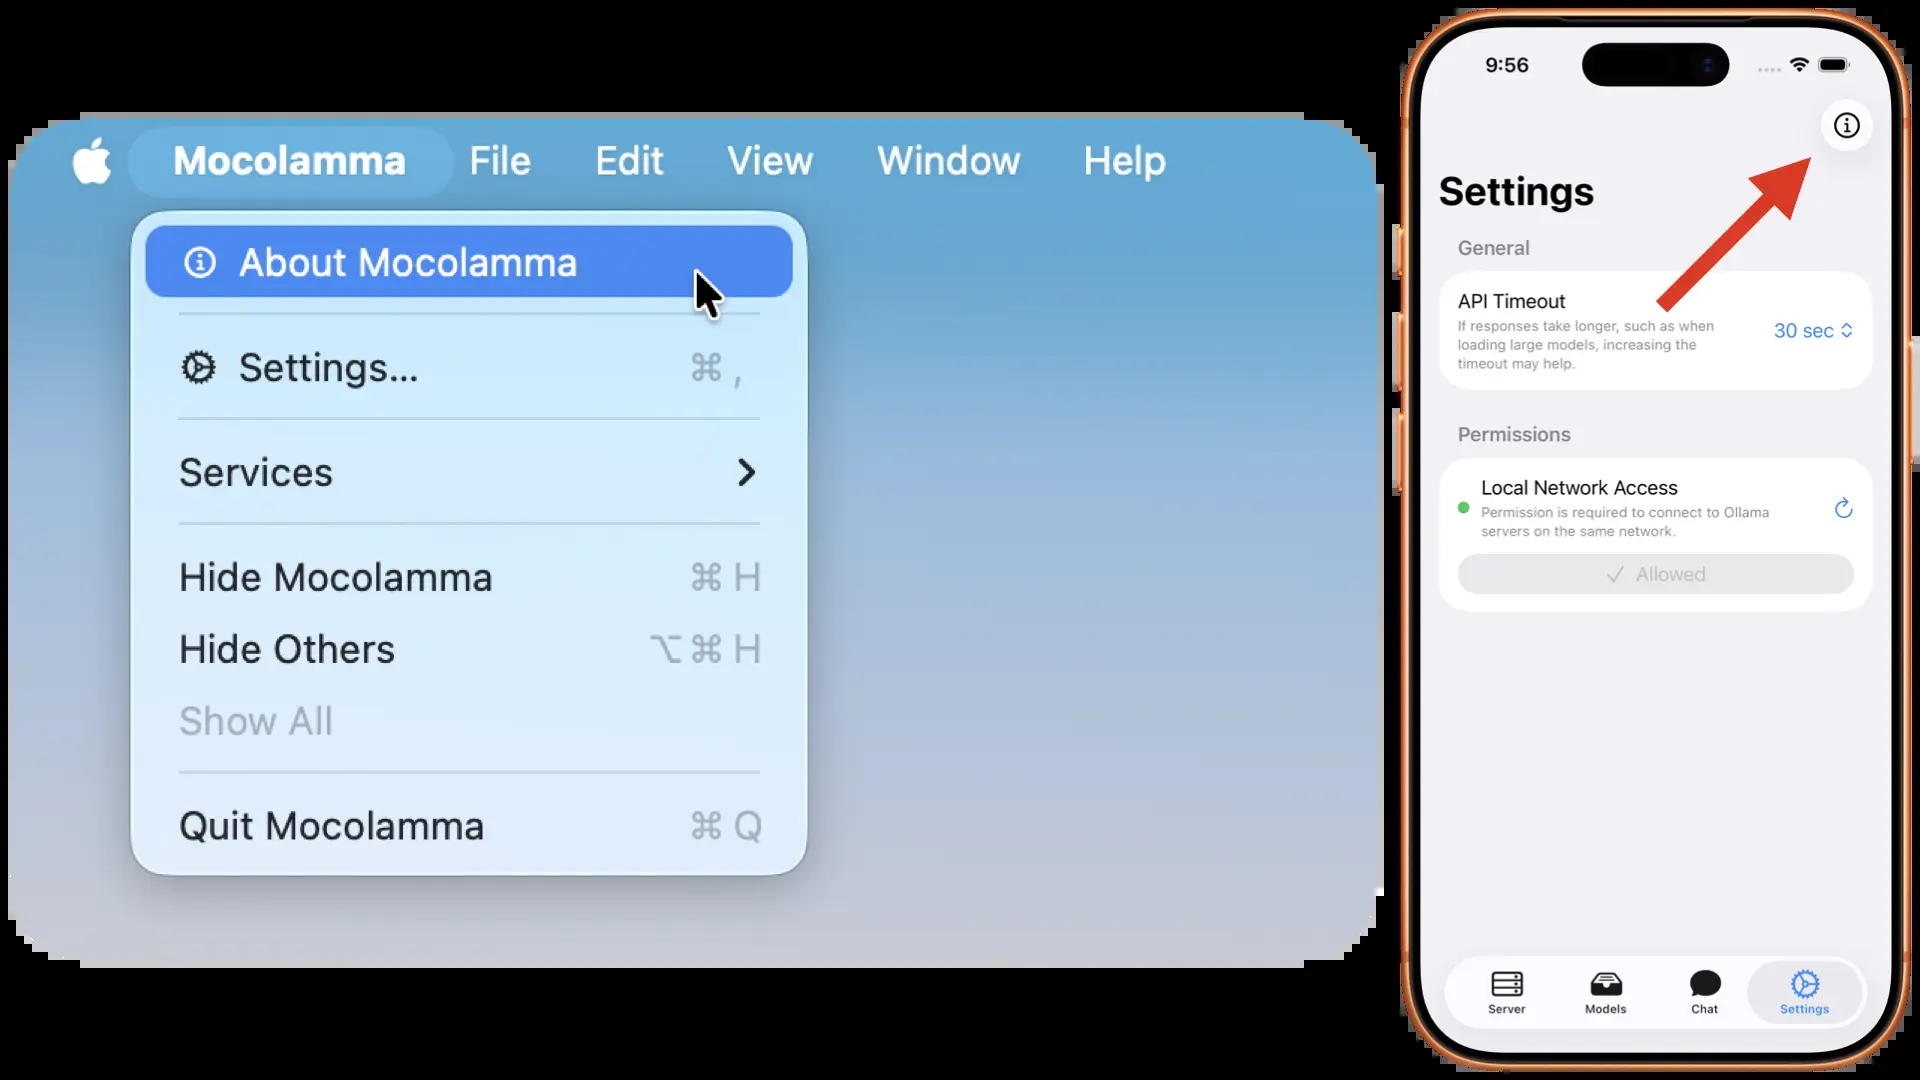 Mocolamma File Edit View Window Help
About Mocolamma
Settings... ⌘ ,
Services
Hide Mocolamma ⌘ H
Hide Others ⌥ ⌘ H
Show All
Quit Mocolamma ⌘ Q
9:56
Settings
General
API Timeout
If responses take longer, such as when
loading large models, increasing the
timeout may help.
30 sec
Permissions
Local Network Access
Permission is required to connect to Ollama
servers on the same network.
Allowed
Server Models Chat Settings